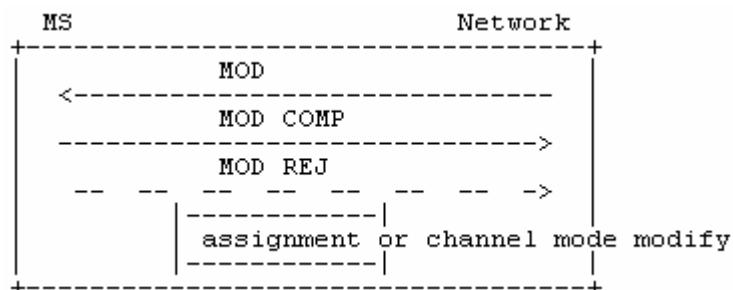 MS Network
MOD
MOD COMP
MOD REJ
assignment or channel mode modify